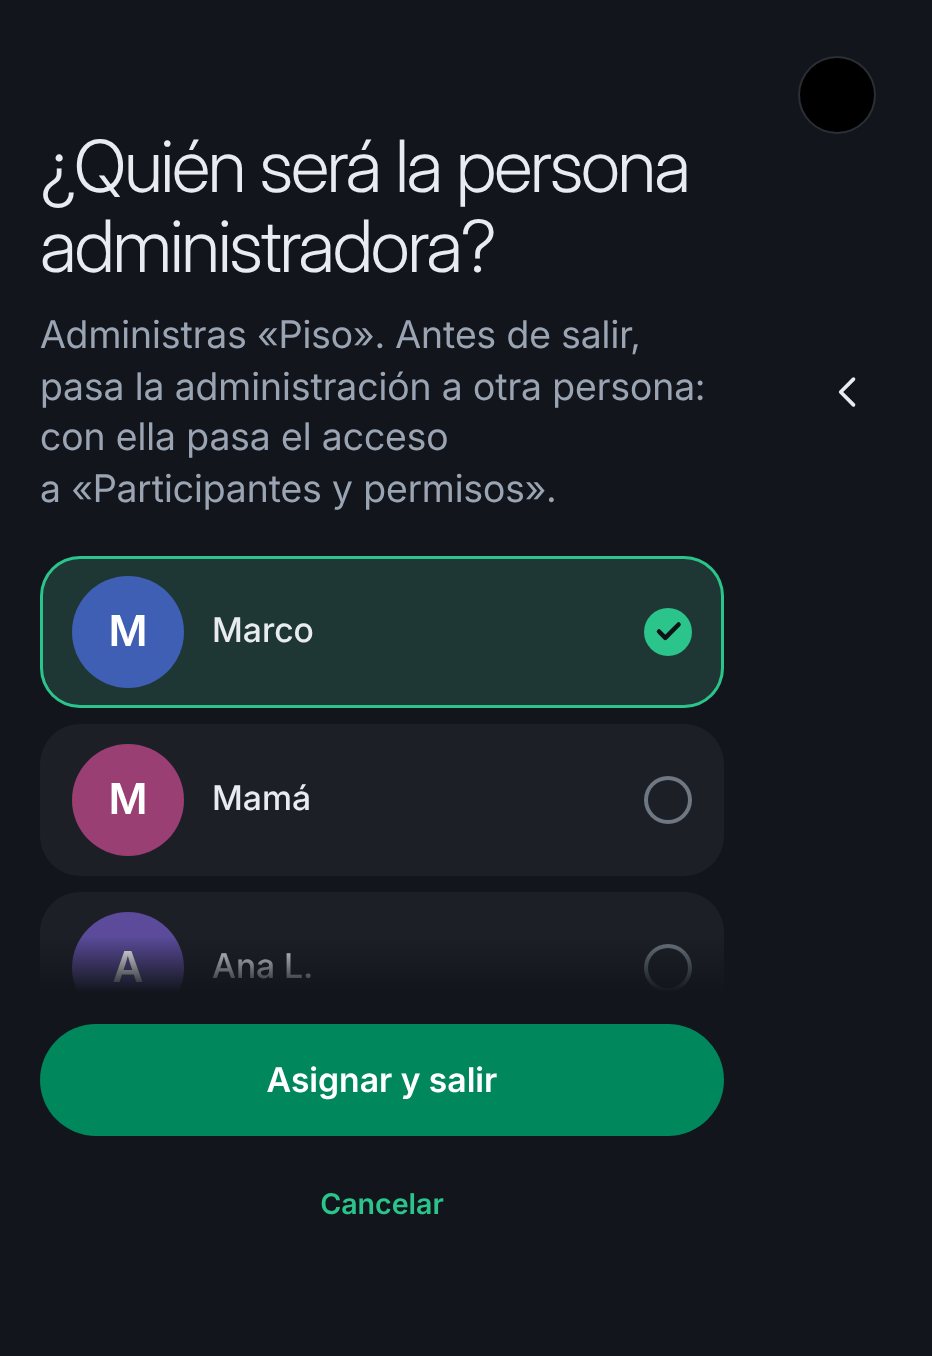 ¿Quién será la persona
administradora?
Administras «Piso». Antes de salir,
pasa la administración a otra persona:
con ella pasa el acceso
a «Participantes y permisos».
M Marco
M Mamá
A Ana L.
Asignar y salir
Cancelar